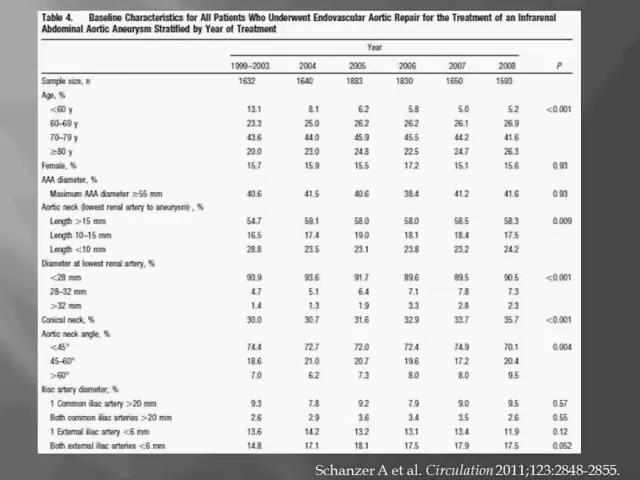 Table 4. Baseline Characteristics for All Patients Who Underwent Endovascular Aortic Repair for the Treatment of an Infrarenal
Abdominal Aortic Aneurysm Stratified by Year of Treatment
Year
1999–2003 2004 2005 2006 2007 2008 P
Sample size, n 1632 1640 1883 1830 1650 1593
Age, %
<60 y 13.1 8.1 6.2 5.8 5.0 5.2 <0.001
60–69 y 23.3 25.0 26.2 26.2 26.1 26.9
70–79 y 43.6 44.0 45.9 45.5 44.2 41.6
≥80 y 20.0 23.0 24.8 22.5 24.7 26.3
Female, % 15.7 15.9 15.5 17.2 15.1 15.6 0.93
AAA diameter, %
Maximum AAA diameter ≥55 mm 40.6 41.5 40.6 38.4 41.2 41.6 0.93
Aortic neck (lowest renal artery to aneurysm) , %
Length >15 mm 54.7 59.1 58.0 58.0 58.5 58.3 0.009
Length 10–15 mm 16.5 17.4 19.0 18.1 18.4 17.5
Length <10 mm 28.8 23.5 23.1 23.8 23.2 24.2
Diameter at lowest renal artery, %
<28 mm 93.9 93.6 91.7 89.6 89.5 90.5 <0.001
28–32 mm 4.7 5.1 6.4 7.1 7.8 7.3
>32 mm 1.4 1.3 1.9 3.3 2.8 2.3
Conical neck, % 30.0 30.7 31.6 32.9 33.7 35.7 <0.001
Aortic neck angle, %
<45° 74.4 72.7 72.0 72.4 74.9 70.1 0.004
45–60° 18.6 21.0 20.7 19.6 17.2 20.4
>60° 7.0 6.2 7.3 8.0 8.0 9.5
Iliac artery diameter, %
1 Common iliac artery >20 mm 9.3 7.8 9.2 7.9 9.0 9.5 0.57
Both common iliac arteries >20 mm 2.6 2.9 3.6 3.4 3.5 2.6 0.55
1 External iliac artery <6 mm 13.6 14.2 13.2 13.1 13.4 11.9 0.12
Both external iliac arteries <6 mm 14.8 17.1 18.1 17.5 17.9 17.5 0.052
Schanzer A et al. Circulation 2011;123:2848-2855.